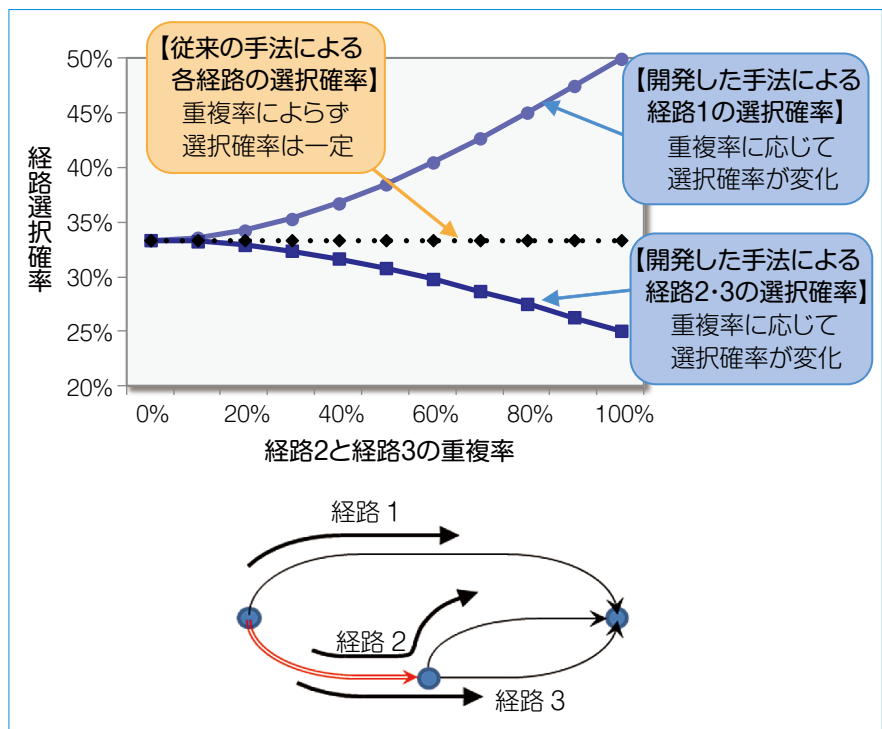 【従来の手法による
各経路の選択確率】
重複率によらず
選択確率は一定
【開発した手法による
経路1の選択確率】
重複率に応じて
選択確率が変化
【開発した手法による
経路2・3の選択確率】
重複率に応じて
選択確率が変化
経路選択確率
50%
45%
40%
35%
30%
25%
20%
0% 20% 40% 60% 80% 100%
経路2と経路3の重複率
経路 1
経路 2
経路 3